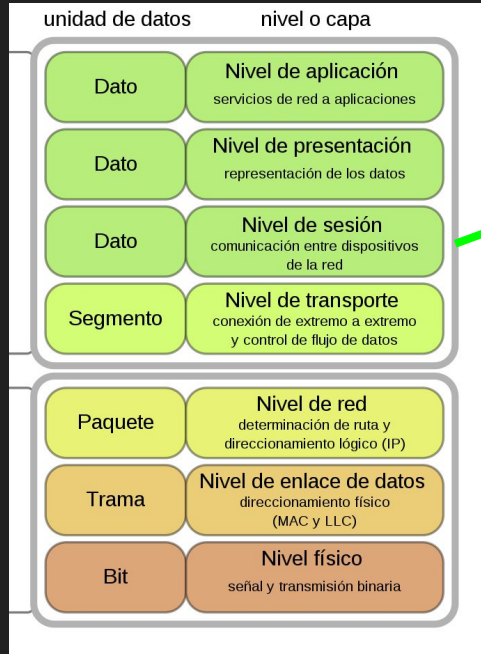 unidad de datos nivel o capa
Dato
Nivel de aplicación
servicios de red a aplicaciones
Dato
Nivel de presentación
representación de los datos
Dato
Nivel de sesión
comunicación entre dispositivos
de la red
Segmento
Nivel de transporte
conexión de extremo a extremo
y control de flujo de datos
Paquete
Nivel de red
determinación de ruta y
direccionamiento lógico (IP)
Trama
Nivel de enlace de datos
direccionamiento físico
(MAC y LLC)
Bit
Nivel físico
señal y transmisión binaria